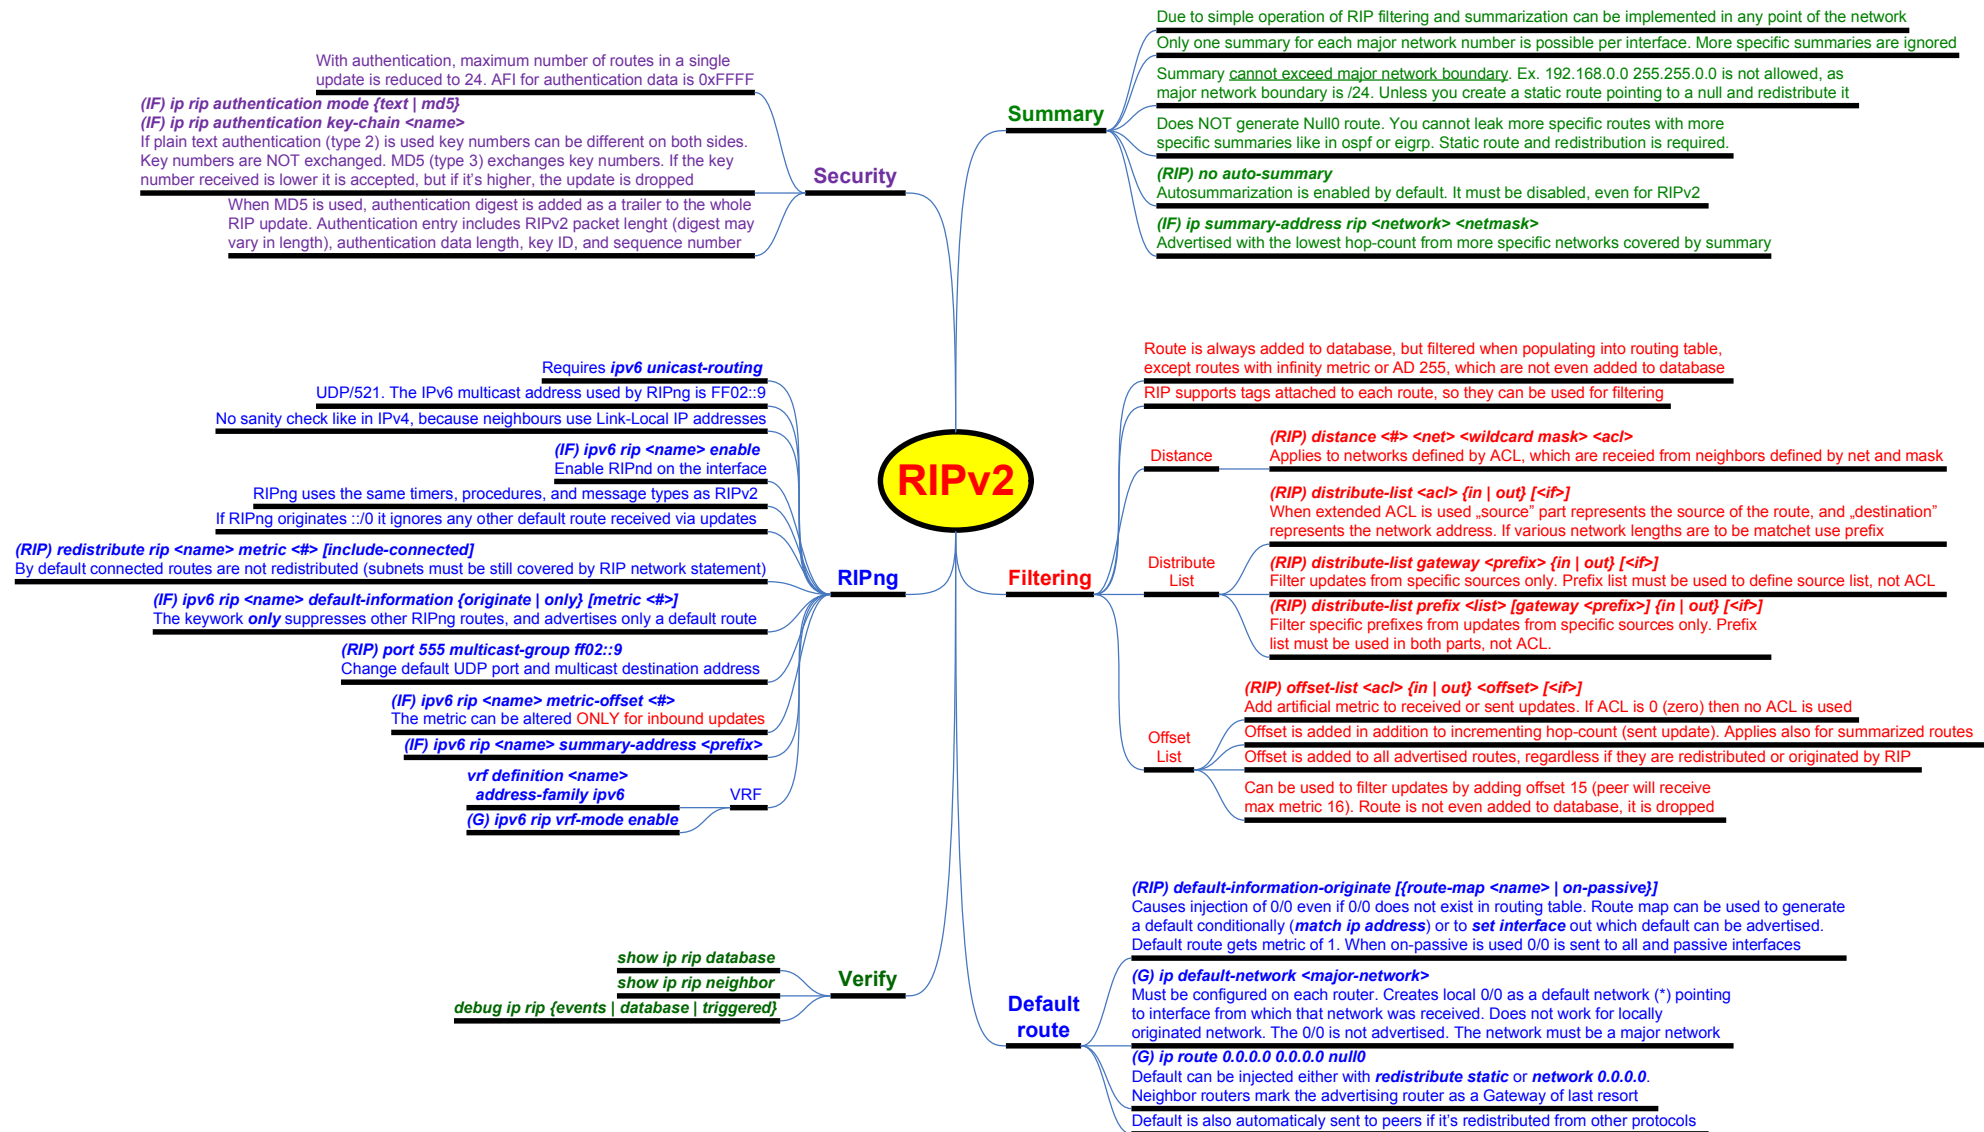 RIPv2
Security
With authentication, maximum number of routes in a single
update is reduced to 24. AFI for authentication data is 0xFFFF
(IF) ip rip authentication mode {text | md5}
(IF) ip rip authentication key-chain <name>
If plain text authentication (type 2) is used key numbers can be different on both sides.
Key numbers are NOT exchanged. MD5 (type 3) exchanges key numbers. If the key
number received is lower it is accepted, but if it's higher, the update is dropped
When MD5 is used, authentication digest is added as a trailer to the whole
RIP update. Authentication entry includes RIPv2 packet lenght (digest may
vary in length), authentication data length, key ID, and sequence number
RIPng
Requires ipv6 unicast-routing
UDP/521. The IPv6 multicast address used by RIPng is FF02::9
No sanity check like in IPv4, because neighbours use Link-Local IP addresses
(IF) ipv6 rip <name> enable
Enable RIPnd on the interface
RIPng uses the same timers, procedures, and message types as RIPv2
If RIPng originates ::/0 it ignores any other default route received via updates
(RIP) redistribute rip <name> metric <#> [include-connected]
By default connected routes are not redistributed (subnets must be still covered by RIP network statement)
(IF) ipv6 rip <name> default-information {originate | only} [metric <#>]
The keywork only suppresses other RIPng routes, and advertises only a default route
(RIP) port 555 multicast-group ff02::9
Change default UDP port and multicast destination address
(IF) ipv6 rip <name> metric-offset <#>
The metric can be altered ONLY for inbound updates
(IF) ipv6 rip <name> summary-address <prefix>
VRF
vrf definition <name>
address-family ipv6
(G) ipv6 rip vrf-mode enable
Verify
show ip rip database
show ip rip neighbor
debug ip rip {events | database | triggered}
Summary
Due to simple operation of RIP filtering and summarization can be implemented in any point of the network
Only one summary for each major network number is possible per interface. More specific summaries are ignored
Summary cannot exceed major network boundary. Ex. 192.168.0.0 255.255.0.0 is not allowed, as
major network boundary is /24. Unless you create a static route pointing to a null and redistribute it
Does NOT generate Null0 route. You cannot leak more specific routes with more
specific summaries like in ospf or eigrp. Static route and redistribution is required.
(RIP) no auto-summary
Autosummarization is enabled by default. It must be disabled, even for RIPv2
(IF) ip summary-address rip <network> <netmask>
Advertised with the lowest hop-count from more specific networks covered by summary
Filtering
Route is always added to database, but filtered when populating into routing table,
except routes with infinity metric or AD 255, which are not even added to database
RIP supports tags attached to each route, so they can be used for filtering
Distance
(RIP) distance <#> <net> <wildcard mask> <acl>
Applies to networks defined by ACL, which are receied from neighbors defined by net and mask
Distribute
List
(RIP) distribute-list <acl> {in | out} [<if>]
When extended ACL is used „source” part represents the source of the route, and „destination”
represents the network address. If various network lengths are to be matchet use prefix
(RIP) distribute-list gateway <prefix> {in | out} [<if>]
Filter updates from specific sources only. Prefix list must be used to define source list, not ACL
(RIP) distribute-list prefix <list> [gateway <prefix>] {in | out} [<if>]
Filter specific prefixes from updates from specific sources only. Prefix
list must be used in both parts, not ACL.
Offset
List
(RIP) offset-list <acl> {in | out} <offset> [<if>]
Add artificial metric to received or sent updates. If ACL is 0 (zero) then no ACL is used
Offset is added in addition to incrementing hop-count (sent update). Applies also for summarized routes
Offset is added to all advertised routes, regardless if they are redistributed or originated by RIP
Can be used to filter updates by adding offset 15 (peer will receive
max metric 16). Route is not even added to database, it is dropped
Default
route
(RIP) default-information-originate [{route-map <name> | on-passive}]
Causes injection of 0/0 even if 0/0 does not exist in routing table. Route map can be used to generate
a default conditionally (match ip address) or to set interface out which default can be advertised.
Default route gets metric of 1. When on-passive is used 0/0 is sent to all and passive interfaces
(G) ip default-network <major-network>
Must be configured on each router. Creates local 0/0 as a default network (*) pointing
to interface from which that network was received. Does not work for locally
originated network. The 0/0 is not advertised. The network must be a major network
(G) ip route 0.0.0.0 0.0.0.0 null0
Default can be injected either with redistribute static or network 0.0.0.0.
Neighbor routers mark the advertising router as a Gateway of last resort
Default is also automaticaly sent to peers if it's redistributed from other protocols